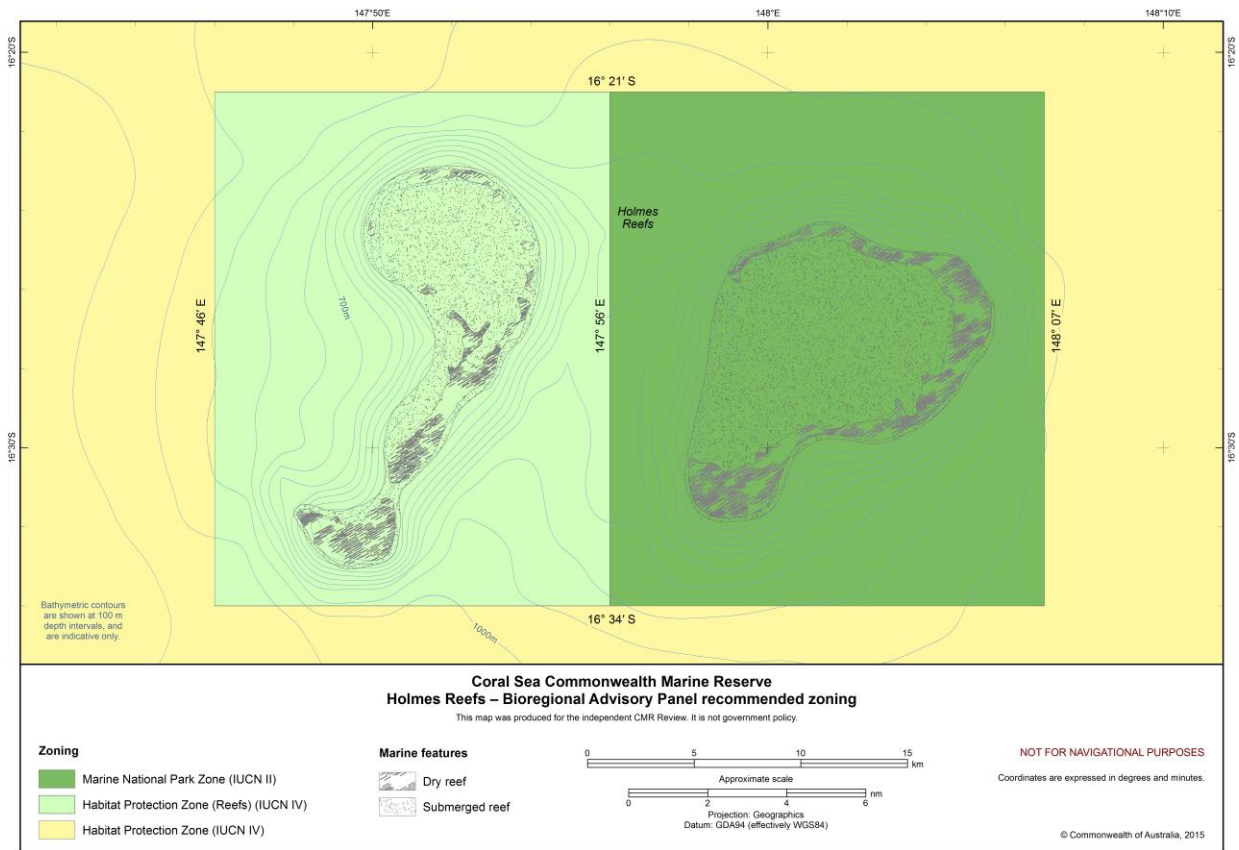 147°50'E
148°E
148°10'E
16°20'S
16°20'S
16° 21' S
Holmes
Reefs
700m
147° 46' E
147° 56' E
148° 07' E
16°30'S
16°30'S
Bathymetric contours
are shown at 100 m
depth intervals, and
are indicative only.
16° 34' S
1000m
Coral Sea Commonwealth Marine Reserve
Holmes Reefs – Bioregional Advisory Panel recommended zoning
This map was produced for the independent CMR Review. It is not government policy.
Zoning
Marine National Park Zone (IUCN II)
Habitat Protection Zone (Reefs) (IUCN IV)
Habitat Protection Zone (IUCN IV)
Marine features
Dry reef
Submerged reef
0 5 10 15
km
Approximate scale
0 2 4 6
nm
Projection: Geographics
Datum: GDA94 (effectively WGS84)
NOT FOR NAVIGATIONAL PURPOSES
Coordinates are expressed in degrees and minutes.
© Commonwealth of Australia, 2015